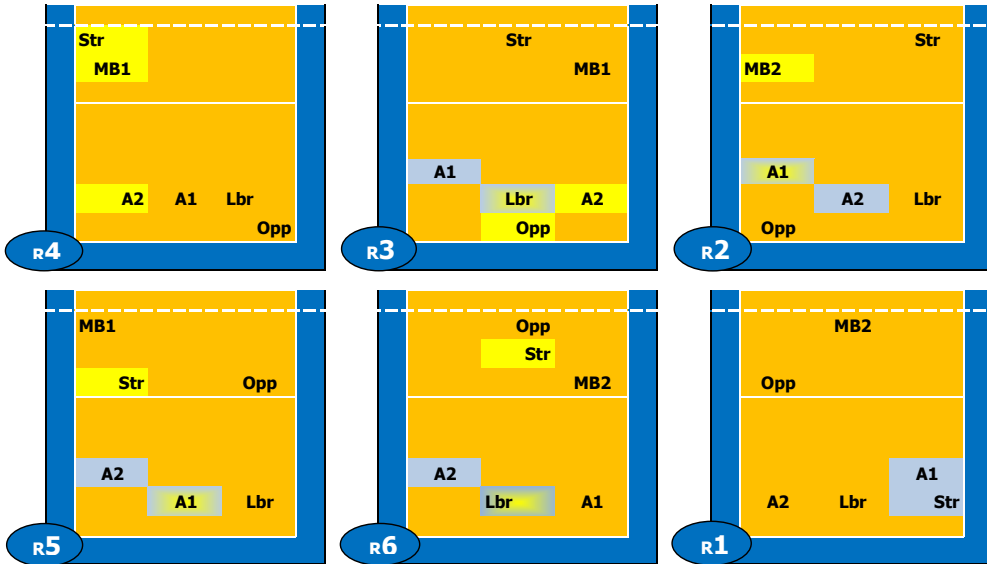 Str
MB1
A2 A1 Lbr
Opp
R4
Str
MB1
A1
Lbr A2
Opp
R3
Str
MB2
A1
A2 Lbr
Opp
R2
MB1
Str Opp
A2
A1 Lbr
R5
Opp
Str
MB2
A2
Lbr A1
R6
MB2
Opp
A1
A2 Lbr Str
R1